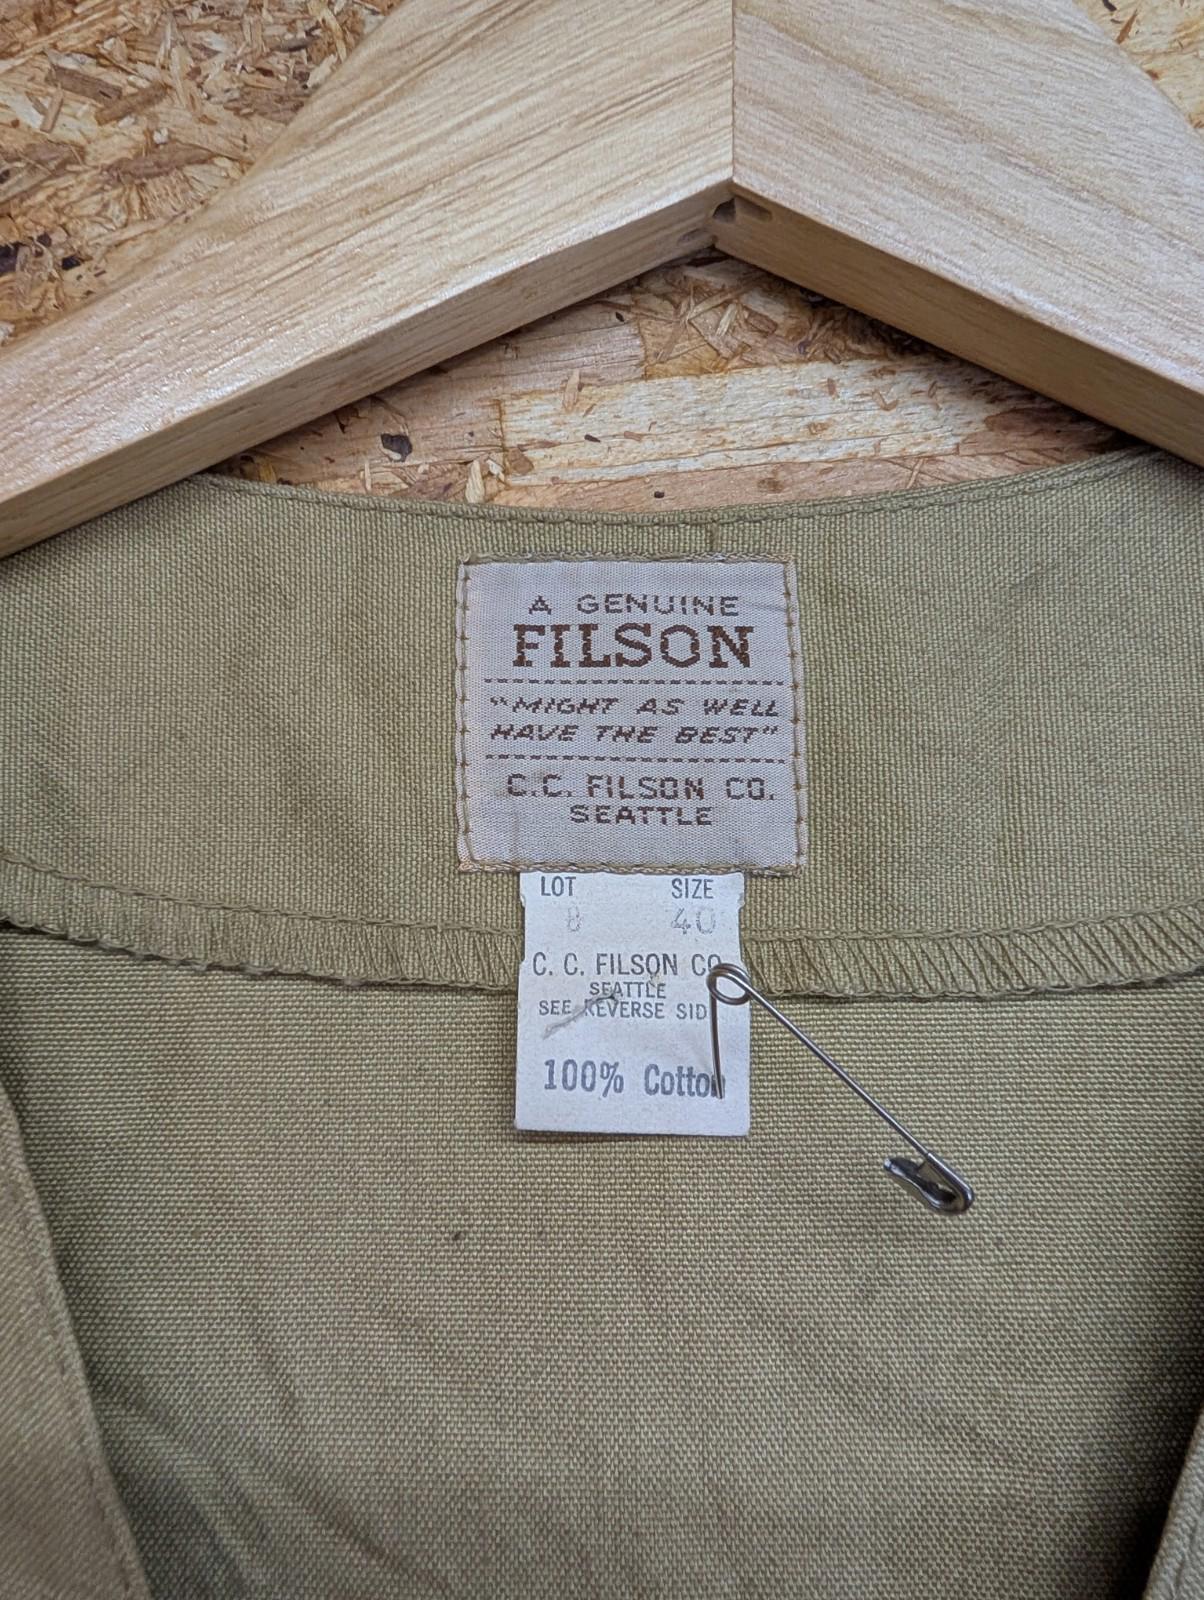 A GENUINE
FILSON
"MIGHT AS WELL
HAVE THE BEST"
C.C. FILSON CO.
SEATTLE
LOT SIZE
8 40
C. C. FILSON CO.
SEATTLE
SEE REVERSE SID
100% Cotton